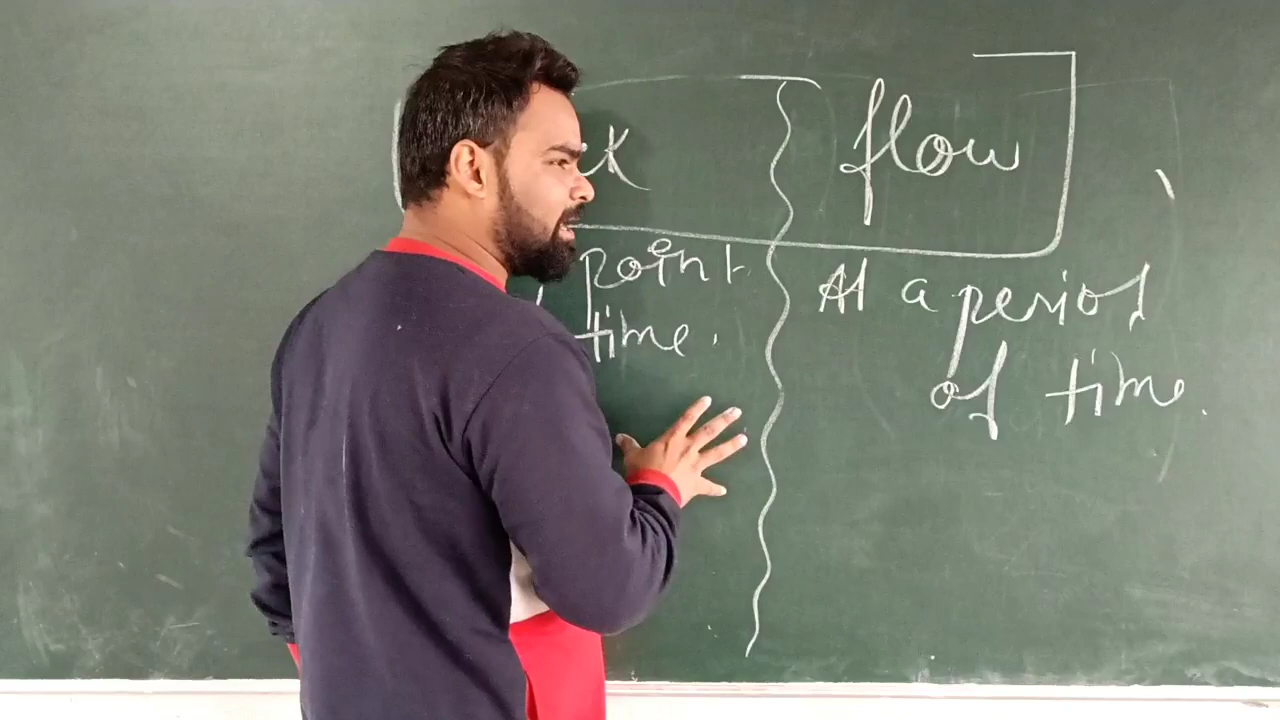 flow
point
time.
At a period
of time.